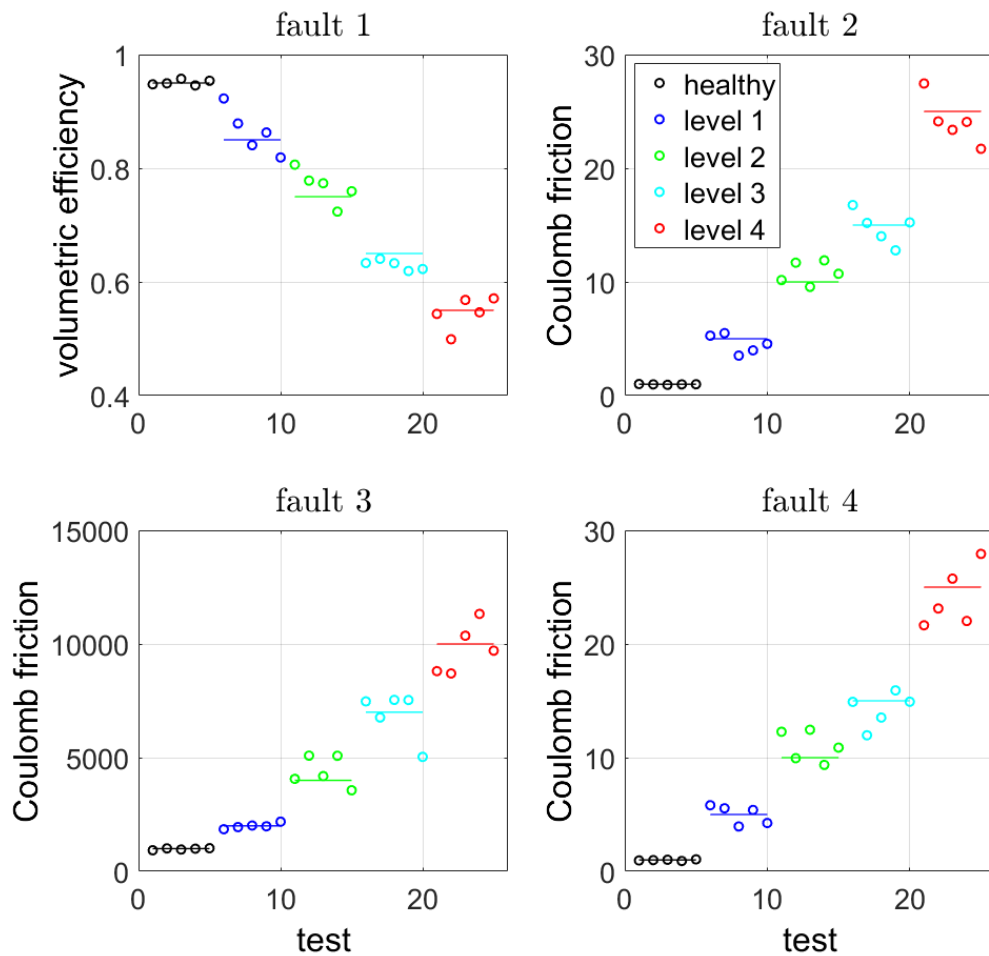 fault 1
volumetric efficiency
1
0.8
0.6
0.4
0
10
20
fault 2
Coulomb friction
30
20
10
0
0
10
20
healthy
level 1
level 2
level 3
level 4
fault 3
Coulomb friction
15000
10000
5000
0
0
10
20
test
fault 4
Coulomb friction
30
20
10
0
0
10
20
test